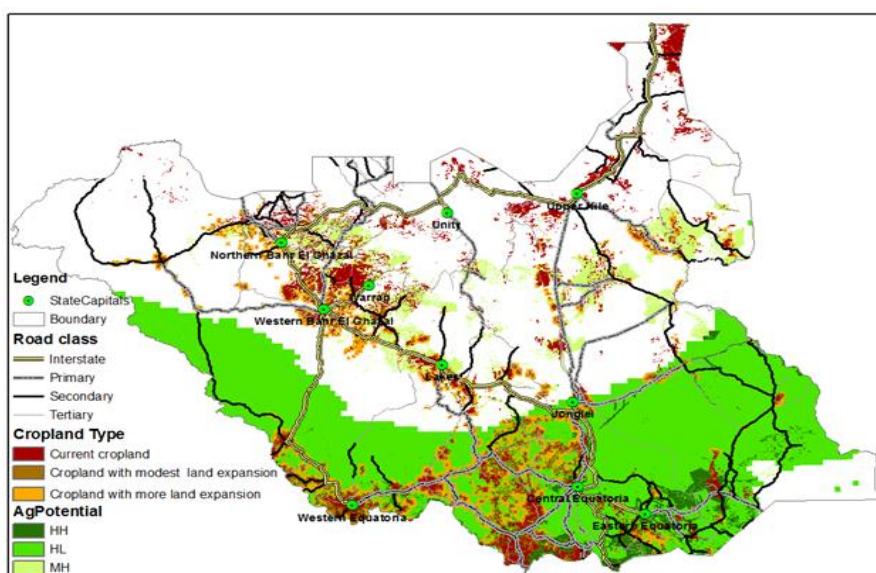 Upper Nile
Unity
Northern Bahr El Ghazal
Warrap
Western Bahr El Ghazal
Lakes
Jonglei
Central Equatoria
Western Equatoria
Eastern Equatoria
Legend
StateCapitals
Boundary
Road class
Interstate
Primary
Secondary
Tertiary
Cropland Type
Current cropland
Cropland with modest land expansion
Cropland with more land expansion
AgPotential
HH
HL
MH